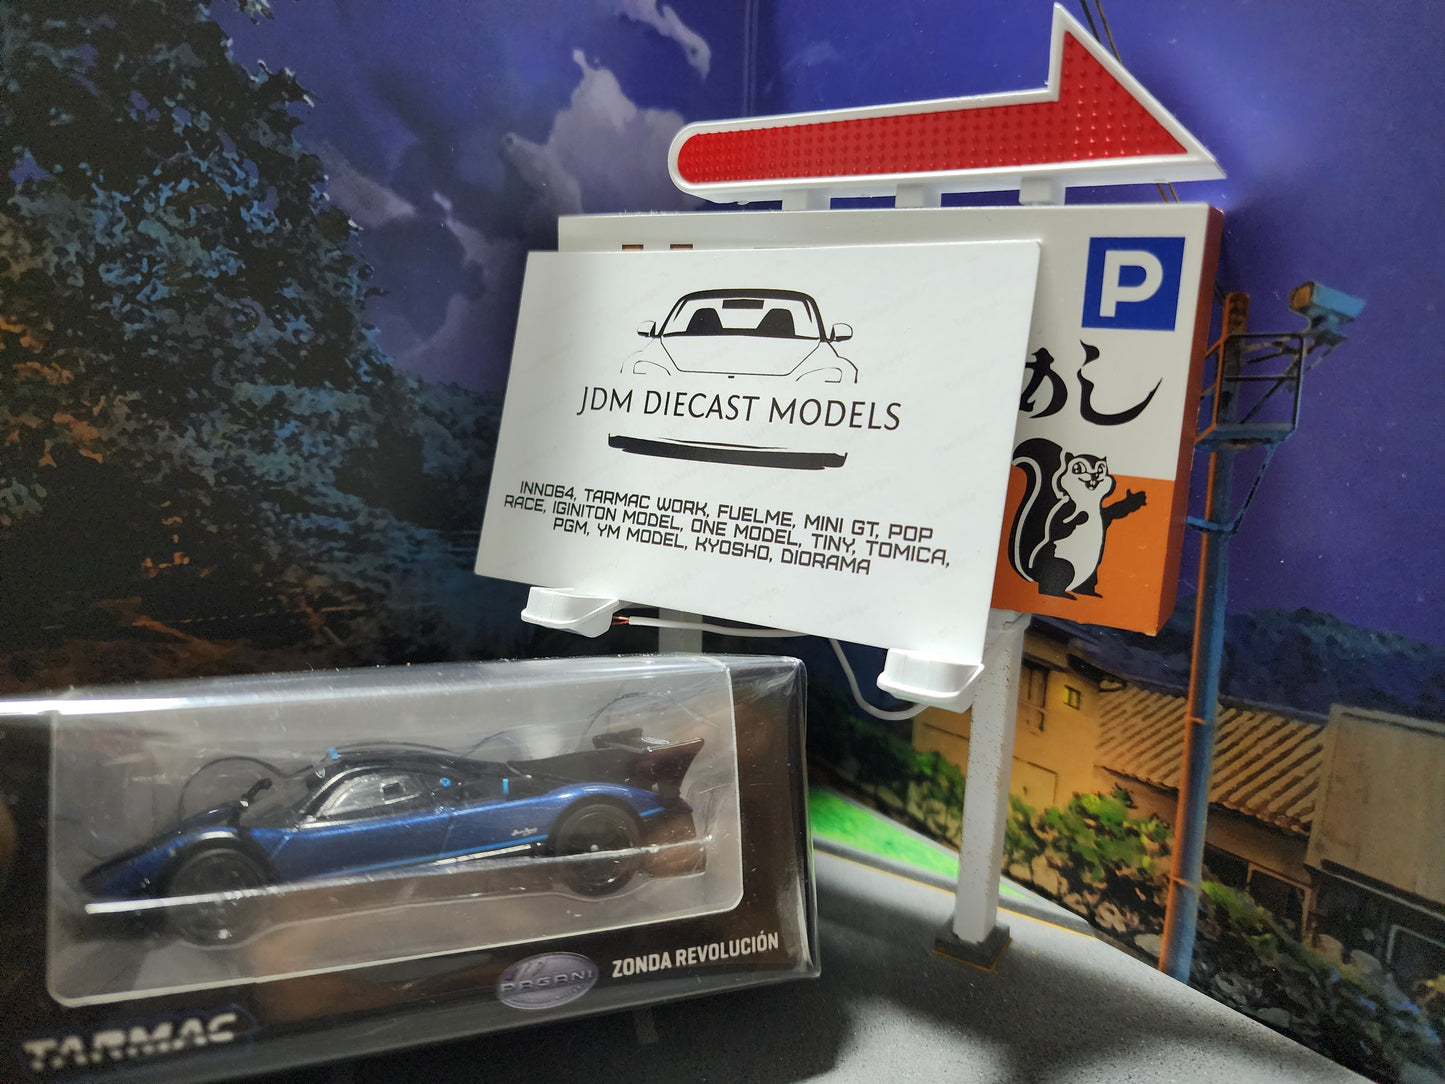 P
めし
JDM DIECAST MODELS
INNO64, TARMAC WORK, FUELME, MINI GT, POP
RACE, IGINITON MODEL, ONE MODEL, TINY, TOMICA,
PGM, YM MODEL, KYOSHO, DIORAMA
PAGANI
ZONDA REVOLUCIÓN
TARMAC